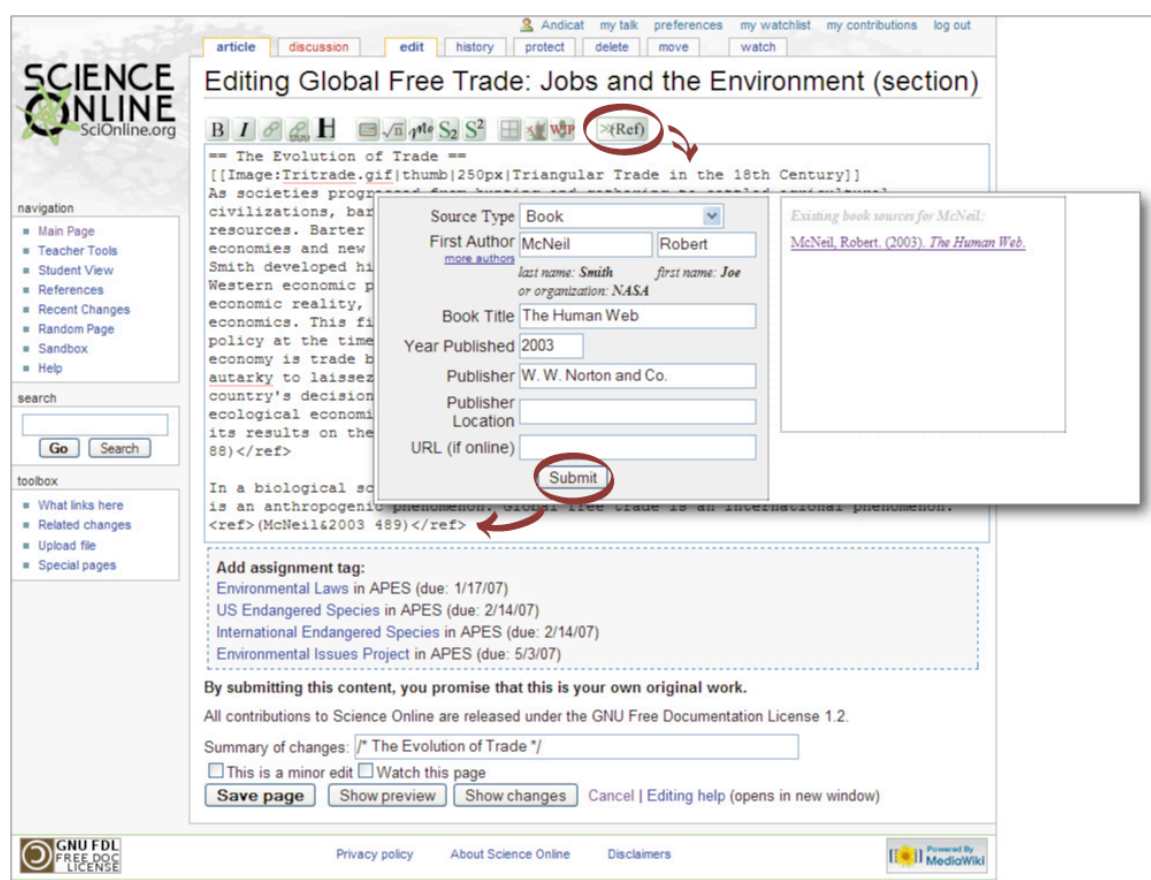 Andicat my talk preferences my watchlist my contributions log out
article discussion edit history protect delete move watch
SCIENCE
ONLINE
SciOnline.org
Editing Global Free Trade: Jobs and the Environment (section)
B I H √n S₂ S² (Ref)
== The Evolution of Trade ==
[[Image:Tritrade.gif|thumb|250px|Triangular Trade in the 18th Century]]
As societies progressed from hunting and gathering to settled agricultural
civilizations, bar
resources. Barter
economies and new
Smith developed hi
Western economic p
economic reality,
economics. This fi
policy at the time
economy is trade b
autarky to laissez
country's decision
ecological economi
its results on the
88)</ref>
In a biological sc
is an anthropogenic phenomenon. Global free trade is an international phenomenon.
<ref>(McNeil&2003 489)</ref>
Source Type Book
First Author McNeil Robert
more authors
last name: Smith first name: Joe
or organization: NASA
Book Title The Human Web
Year Published 2003
Publisher W. W. Norton and Co.
Publisher
Location
URL (if online)
Submit
Existing book sources for McNeil:
McNeil, Robert. (2003). The Human Web.
navigation
Main Page
Teacher Tools
Student View
References
Recent Changes
Random Page
Sandbox
Help
search
Go Search
toolbox
What links here
Related changes
Upload file
Special pages
Add assignment tag:
Environmental Laws in APES (due: 1/17/07)
US Endangered Species in APES (due: 2/14/07)
International Endangered Species in APES (due: 2/14/07)
Environmental Issues Project in APES (due: 5/3/07)
By submitting this content, you promise that this is your own original work.
All contributions to Science Online are released under the GNU Free Documentation License 1.2.
Summary of changes: /* The Evolution of Trade */
This is a minor edit Watch this page
Save page Show preview Show changes Cancel | Editing help (opens in new window)
GNU FDL
FREE DOC
LICENSE
Privacy policy About Science Online Disclaimers
Powered By
MediaWiki